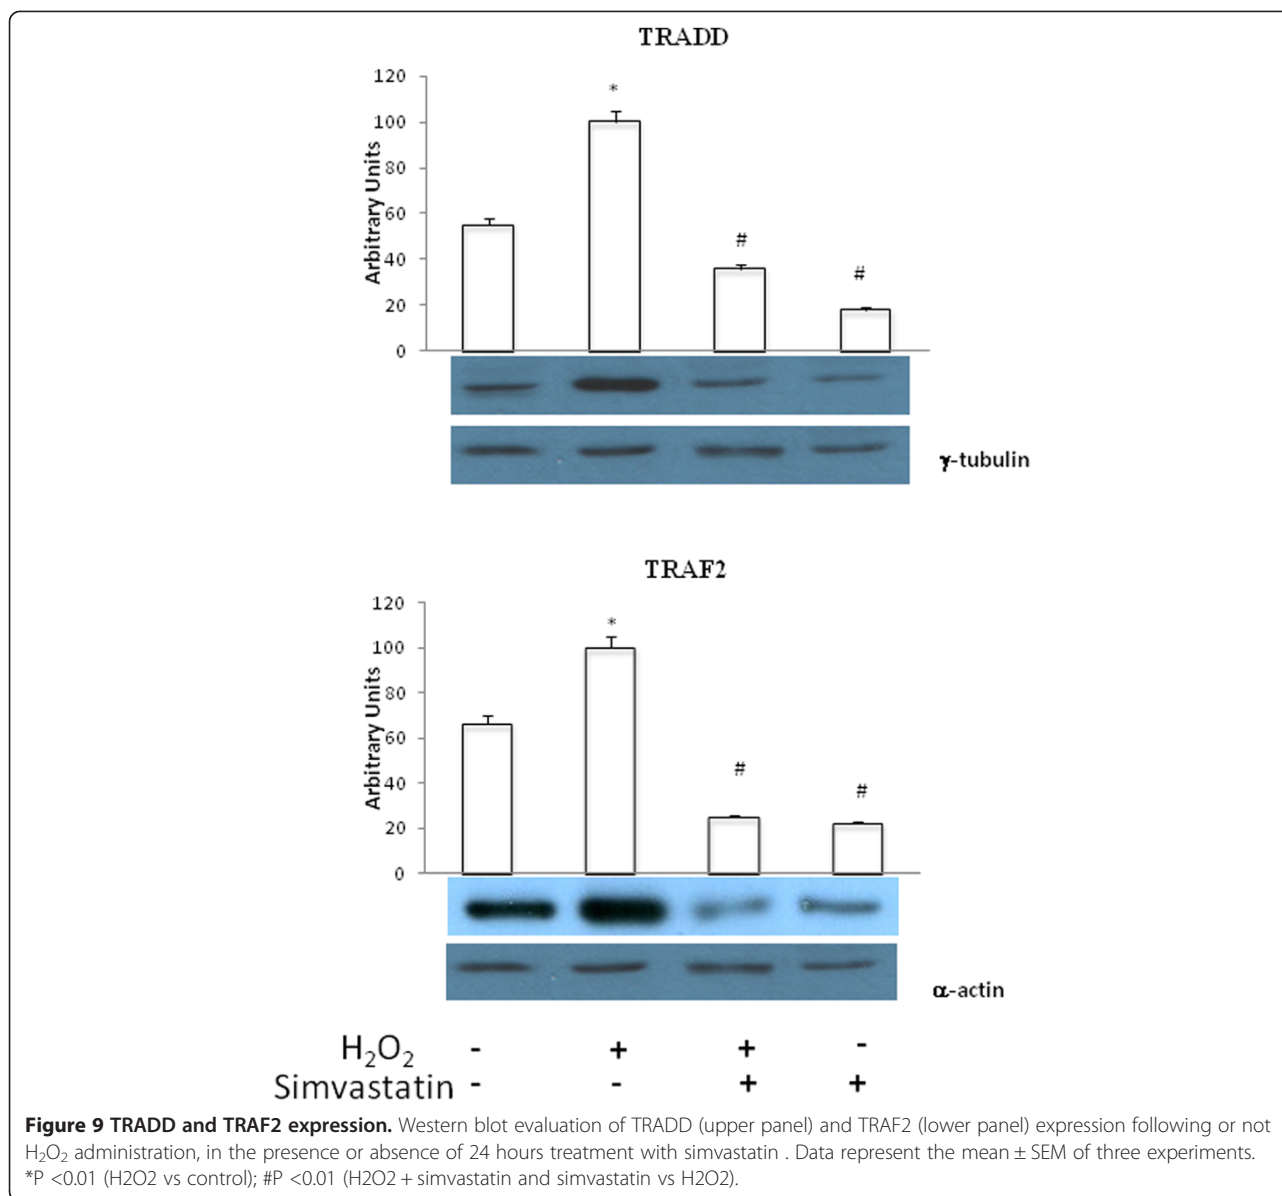 TRADD
120
*
100
Arbitrary Units
80
60
#
40
#
20
0
γ-tubulin
TRAF2
120
*
100
Arbitrary Units
80
60
#
40
#
20
0
α-actin
H₂O₂ - + + -
Simvastatin - - + +
Figure 9 TRADD and TRAF2 expression. Western blot evaluation of TRADD (upper panel) and TRAF2 (lower panel) expression following or not
H₂O₂ administration, in the presence or absence of 24 hours treatment with simvastatin . Data represent the mean ± SEM of three experiments.
*P <0.01 (H2O2 vs control); #P <0.01 (H2O2 + simvastatin and simvastatin vs H2O2).